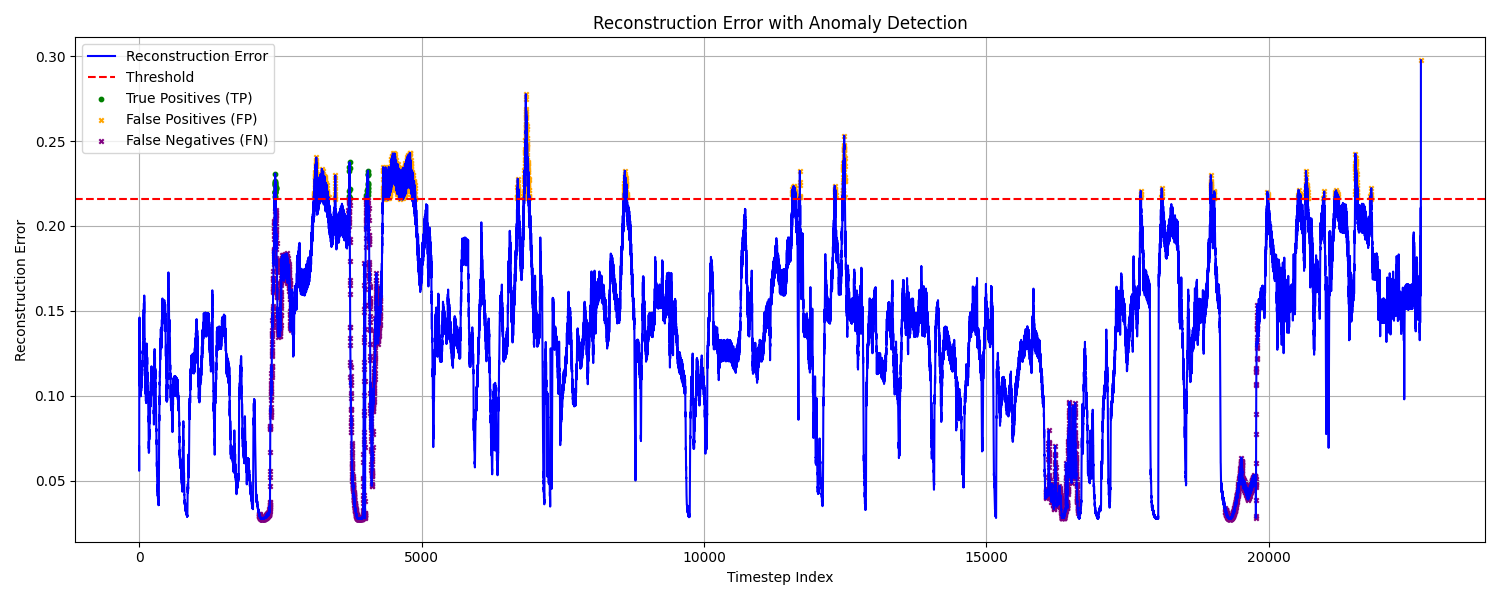 Reconstruction Error with Anomaly Detection
Reconstruction Error
Threshold
True Positives (TP)
False Positives (FP)
False Negatives (FN)
Reconstruction Error
0.30
0.25
0.20
0.15
0.10
0.05
0 5000 10000 15000 20000
Timestep Index